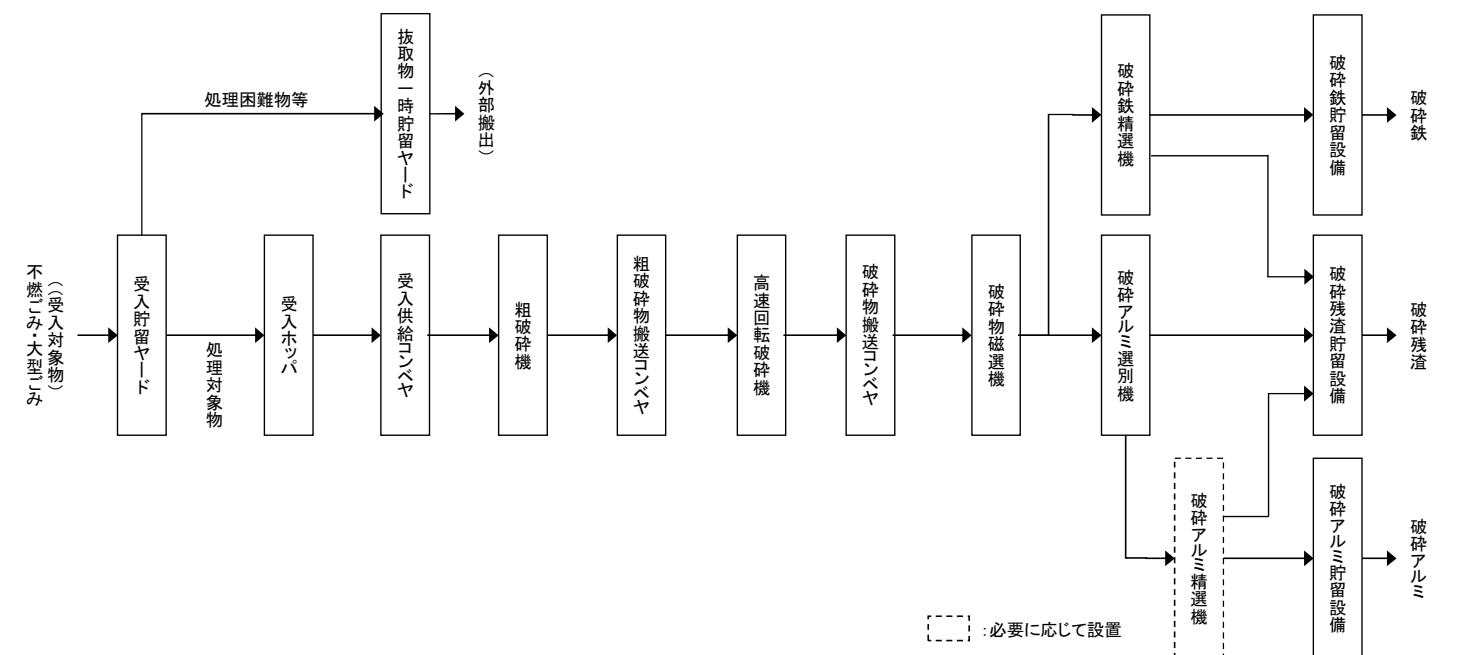 処理困難物等
抜取物一時貯留ヤード
（外部搬出）
不燃ごみ・大型ごみ
（（受入対象物）
受入貯留ヤード
処理対象物
受入ホッパ
受入供給コンベヤ
粗破砕機
粗破砕物搬送コンベヤ
高速回転破砕機
破砕物搬送コンベヤ
破砕物磁選機
破砕鉄精選機
破砕鉄貯留設備
破砕鉄
破砕アルミ選別機
破砕残渣貯留設備
破砕残渣
破砕アルミ精選機
破砕アルミ貯留設備
破砕アルミ
：必要に応じて設置